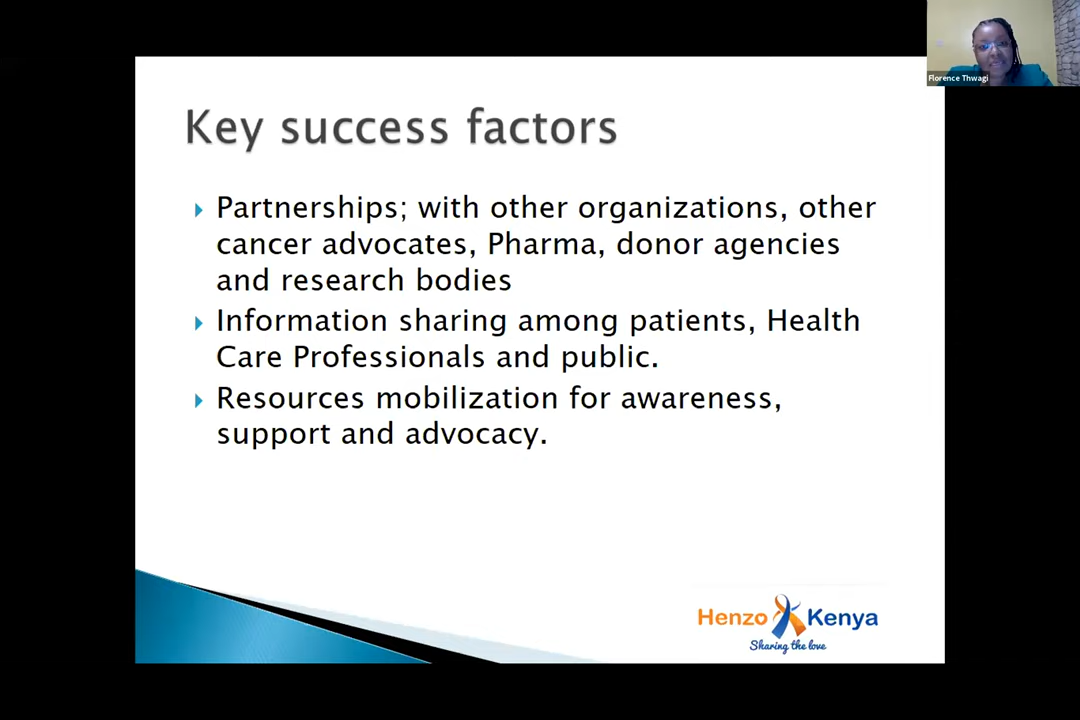 Florence Thwagi
Key success factors
Partnerships; with other organizations, other
cancer advocates, Pharma, donor agencies
and research bodies
Information sharing among patients, Health
Care Professionals and public.
Resources mobilization for awareness,
support and advocacy.
Henzo Kenya
Sharing the love